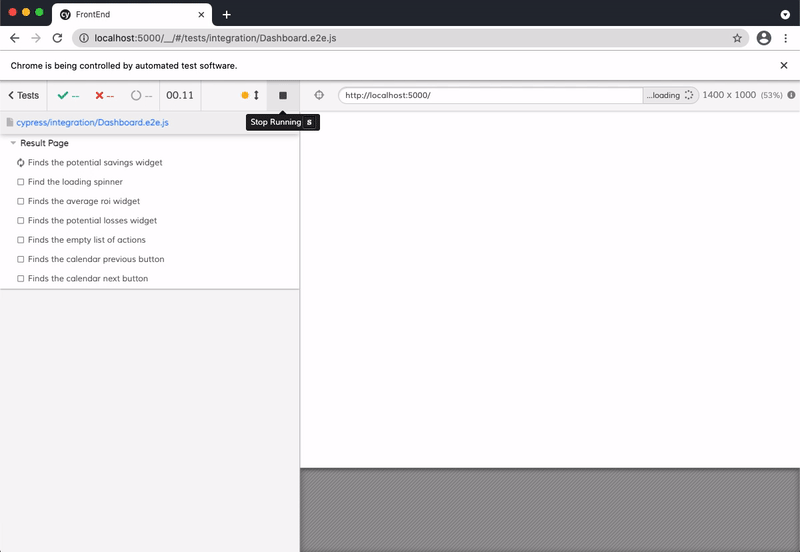 cy FrontEnd
localhost:5000/__/#/tests/integration/Dashboard.e2e.js
Chrome is being controlled by automated test software.
Tests -- -- -- 00.11
http://localhost:5000/ ...loading 1400 x 1000 (53%)
cypress/integration/Dashboard.e2e.js
Stop Running s
Result Page
Finds the potential savings widget
Find the loading spinner
Finds the average roi widget
Finds the potential losses widget
Finds the empty list of actions
Finds the calendar previous button
Finds the calendar next button